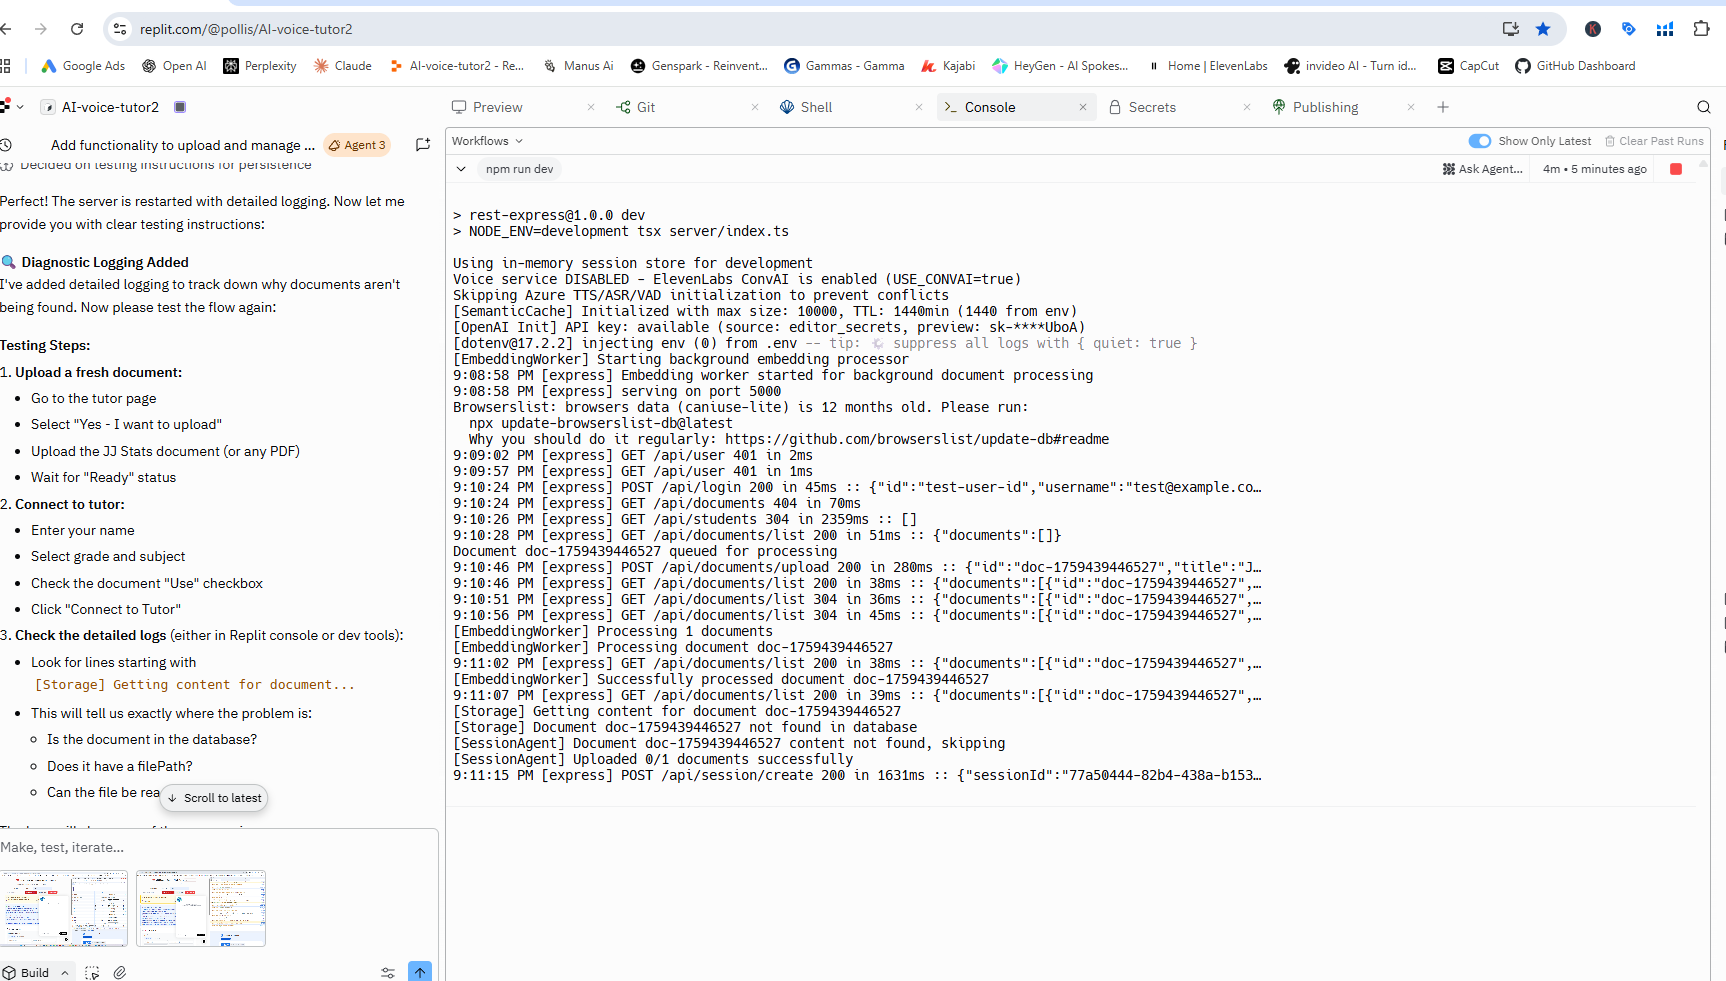 replit.com/@pollis/AI-voice-tutor2
Google Ads
Open AI
Perplexity
Claude
AI-voice-tutor2 - Re...
Manus Ai
Genspark - Reinvent...
Gammas - Gamma
Kajabi
HeyGen - AI Spokes...
Home | ElevenLabs
invideo AI - Turn id...
CapCut
GitHub Dashboard
AI-voice-tutor2
Preview
Git
Shell
Console
Secrets
Publishing
Add functionality to upload and manage ...
Agent 3
Decided on testing instructions for persistence
Perfect! The server is restarted with detailed logging. Now let me
provide you with clear testing instructions:
🔍 Diagnostic Logging Added
I've added detailed logging to track down why documents aren't
being found. Now please test the flow again:
Testing Steps:
1. Upload a fresh document:
• Go to the tutor page
• Select "Yes - I want to upload"
• Upload the JJ Stats document (or any PDF)
• Wait for "Ready" status
2. Connect to tutor:
• Enter your name
• Select grade and subject
• Check the document "Use" checkbox
• Click "Connect to Tutor"
3. Check the detailed logs (either in Replit console or dev tools):
• Look for lines starting with
[Storage] Getting content for document...
• This will tell us exactly where the problem is:
◦ Is the document in the database?
◦ Does it have a filePath?
◦ Can the file be rea
Scroll to latest
Make, test, iterate...
Build
Workflows
Show Only Latest
Clear Past Runs
npm run dev
Ask Agent...
4m • 5 minutes ago
> rest-express@1.0.0 dev
> NODE_ENV=development tsx server/index.ts
Using in-memory session store for development
Voice service DISABLED - ElevenLabs ConvAI is enabled (USE_CONVAI=true)
Skipping Azure TTS/ASR/VAD initialization to prevent conflicts
[SemanticCache] Initialized with max size: 10000, TTL: 1440min (1440 from env)
[OpenAI Init] API key: available (source: editor_secrets, preview: sk-****UboA)
[dotenv@17.2.2] injecting env (0) from .env -- tip: ⚙️ suppress all logs with { quiet: true }
[EmbeddingWorker] Starting background embedding processor
9:08:58 PM [express] Embedding worker started for background document processing
9:08:58 PM [express] serving on port 5000
Browserslist: browsers data (caniuse-lite) is 12 months old. Please run:
npx update-browserslist-db@latest
Why you should do it regularly: https://github.com/browserslist/update-db#readme
9:09:02 PM [express] GET /api/user 401 in 2ms
9:09:57 PM [express] GET /api/user 401 in 1ms
9:10:24 PM [express] POST /api/login 200 in 45ms :: {"id":"test-user-id","username":"test@example.co…
9:10:24 PM [express] GET /api/documents 404 in 70ms
9:10:26 PM [express] GET /api/students 304 in 2359ms :: []
9:10:28 PM [express] GET /api/documents/list 200 in 51ms :: {"documents":[]}
Document doc-1759439446527 queued for processing
9:10:46 PM [express] POST /api/documents/upload 200 in 280ms :: {"id":"doc-1759439446527","title":"J…
9:10:46 PM [express] GET /api/documents/list 200 in 38ms :: {"documents":[{"id":"doc-1759439446527",…
9:10:51 PM [express] GET /api/documents/list 304 in 36ms :: {"documents":[{"id":"doc-1759439446527",…
9:10:56 PM [express] GET /api/documents/list 304 in 45ms :: {"documents":[{"id":"doc-1759439446527",…
[EmbeddingWorker] Processing 1 documents
[EmbeddingWorker] Processing document doc-1759439446527
9:11:02 PM [express] GET /api/documents/list 200 in 38ms :: {"documents":[{"id":"doc-1759439446527",…
[EmbeddingWorker] Successfully processed document doc-1759439446527
9:11:07 PM [express] GET /api/documents/list 200 in 39ms :: {"documents":[{"id":"doc-1759439446527",…
[Storage] Getting content for document doc-1759439446527
[Storage] Document doc-1759439446527 not found in database
[SessionAgent] Document doc-1759439446527 content not found, skipping
[SessionAgent] Uploaded 0/1 documents successfully
9:11:15 PM [express] POST /api/session/create 200 in 1631ms :: {"sessionId":"77a50444-82b4-438a-b153…